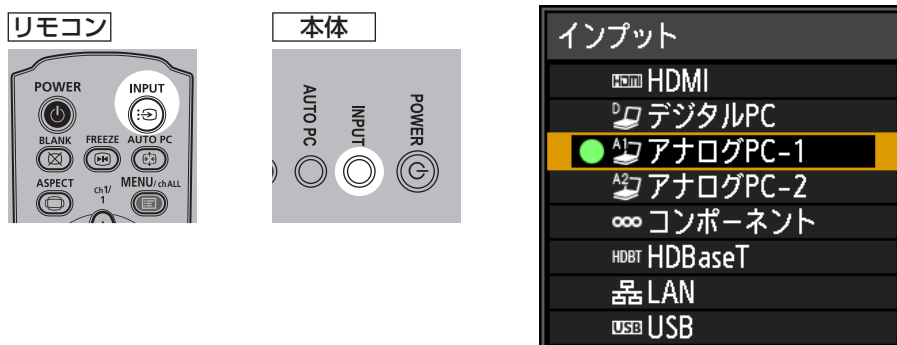 リモコン
POWER
INPUT
BLANK
FREEZE
AUTO PC
ASPECT
Ch1/
1
MENU/chALL
本体
AUTO PC
INPUT
POWER
インプット
HDMI HDMI
D デジタルPC
A1 アナログPC-1
A2 アナログPC-2
コンポーネント
HDBT HDBaseT
LAN
USB USB